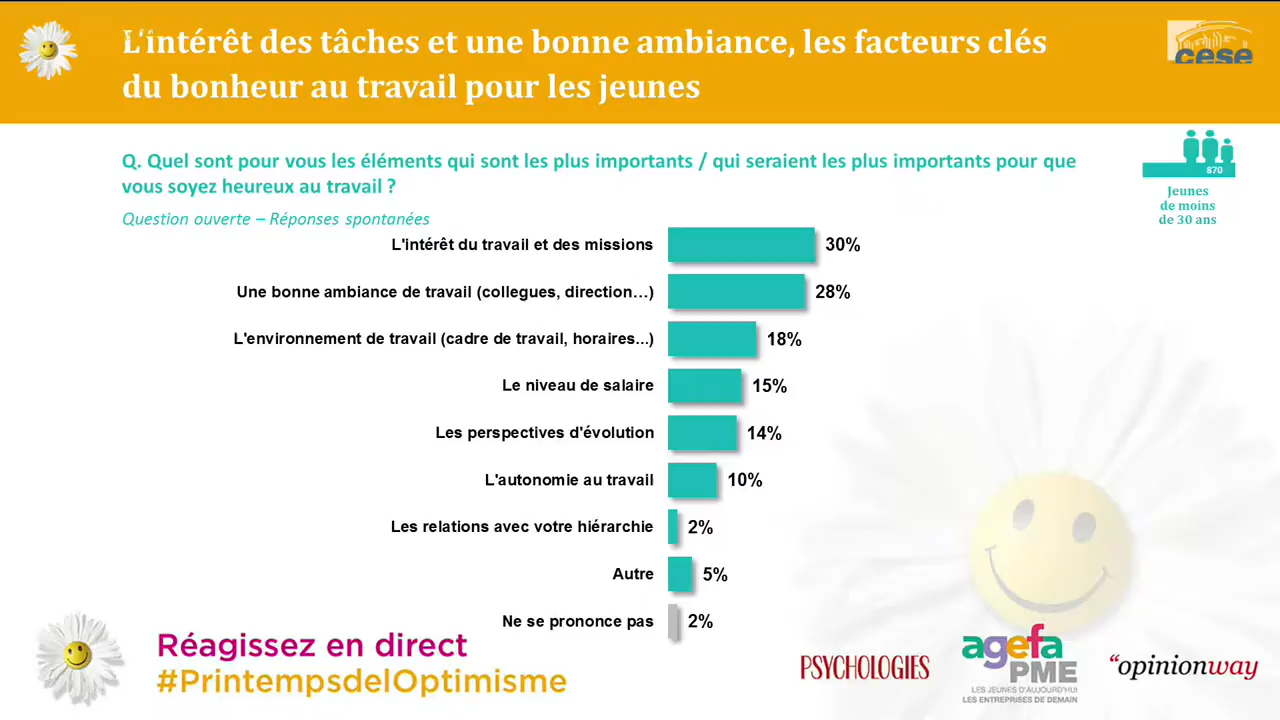 L'intérêt des tâches et une bonne ambiance, les facteurs clés
du bonheur au travail pour les jeunes
cese
Q. Quel sont pour vous les éléments qui sont les plus importants / qui seraient les plus importants pour que
vous soyez heureux au travail ?
Question ouverte – Réponses spontanées
870
Jeunes
de moins
de 30 ans
L'intérêt du travail et des missions 30%
Une bonne ambiance de travail (collegues, direction…) 28%
L'environnement de travail (cadre de travail, horaires...) 18%
Le niveau de salaire 15%
Les perspectives d'évolution 14%
L'autonomie au travail 10%
Les relations avec votre hiérarchie 2%
Autre 5%
Ne se prononce pas 2%
Réagissez en direct
#PrintempsdelOptimisme
PSYCHOLOGIES
agefa
PME
LES JEUNES D'AUJOURD'HUI
LES ENTREPRISES DE DEMAIN
“opinionway